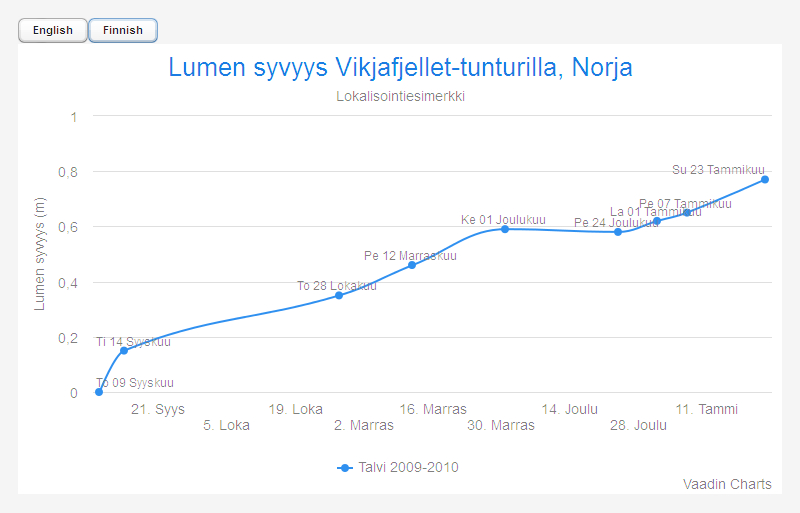 English Finnish
Lumen syvyys Vikjafjellet-tunturilla, Norja
Lokalisointiesimerkki
Lumen syvyys (m)
1
0,8
0,6
0,4
0,2
0
Su 23 Tammikuu
Pe 07 Tammikuu
La 01 Tammikuu
Pe 24 Joulukuu
Ke 01 Joulukuu
Pe 12 Marraskuu
To 28 Lokakuu
Ti 14 Syyskuu
To 09 Syyskuu
21. Syys
5. Loka
19. Loka
2. Marras
16. Marras
30. Marras
14. Joulu
28. Joulu
11. Tammi
Talvi 2009-2010
Vaadin Charts